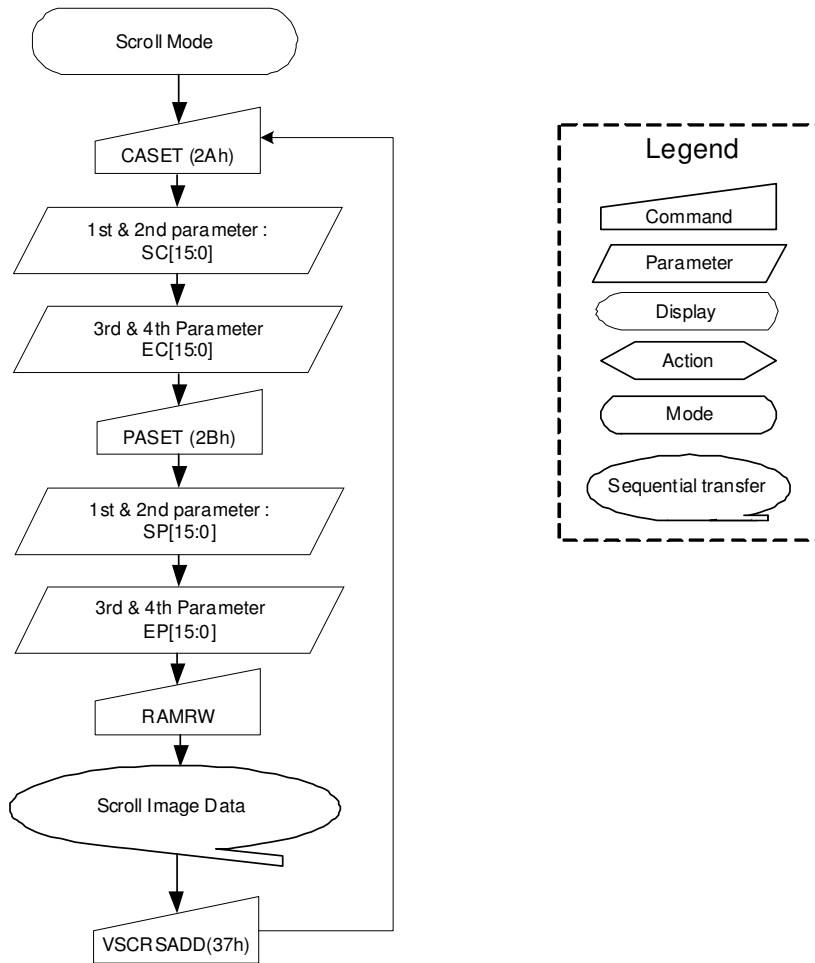 Scroll Mode
CASET (2Ah)
1st & 2nd parameter :
SC[15:0]
3rd & 4th Parameter
EC[15:0]
PASET (2Bh)
1st & 2nd parameter :
SP[15:0]
3rd & 4th Parameter
EP[15:0]
RAMRW
Scroll Image Data
VSCRSADD(37h)
Legend
Command
Parameter
Display
Action
Mode
Sequential transfer